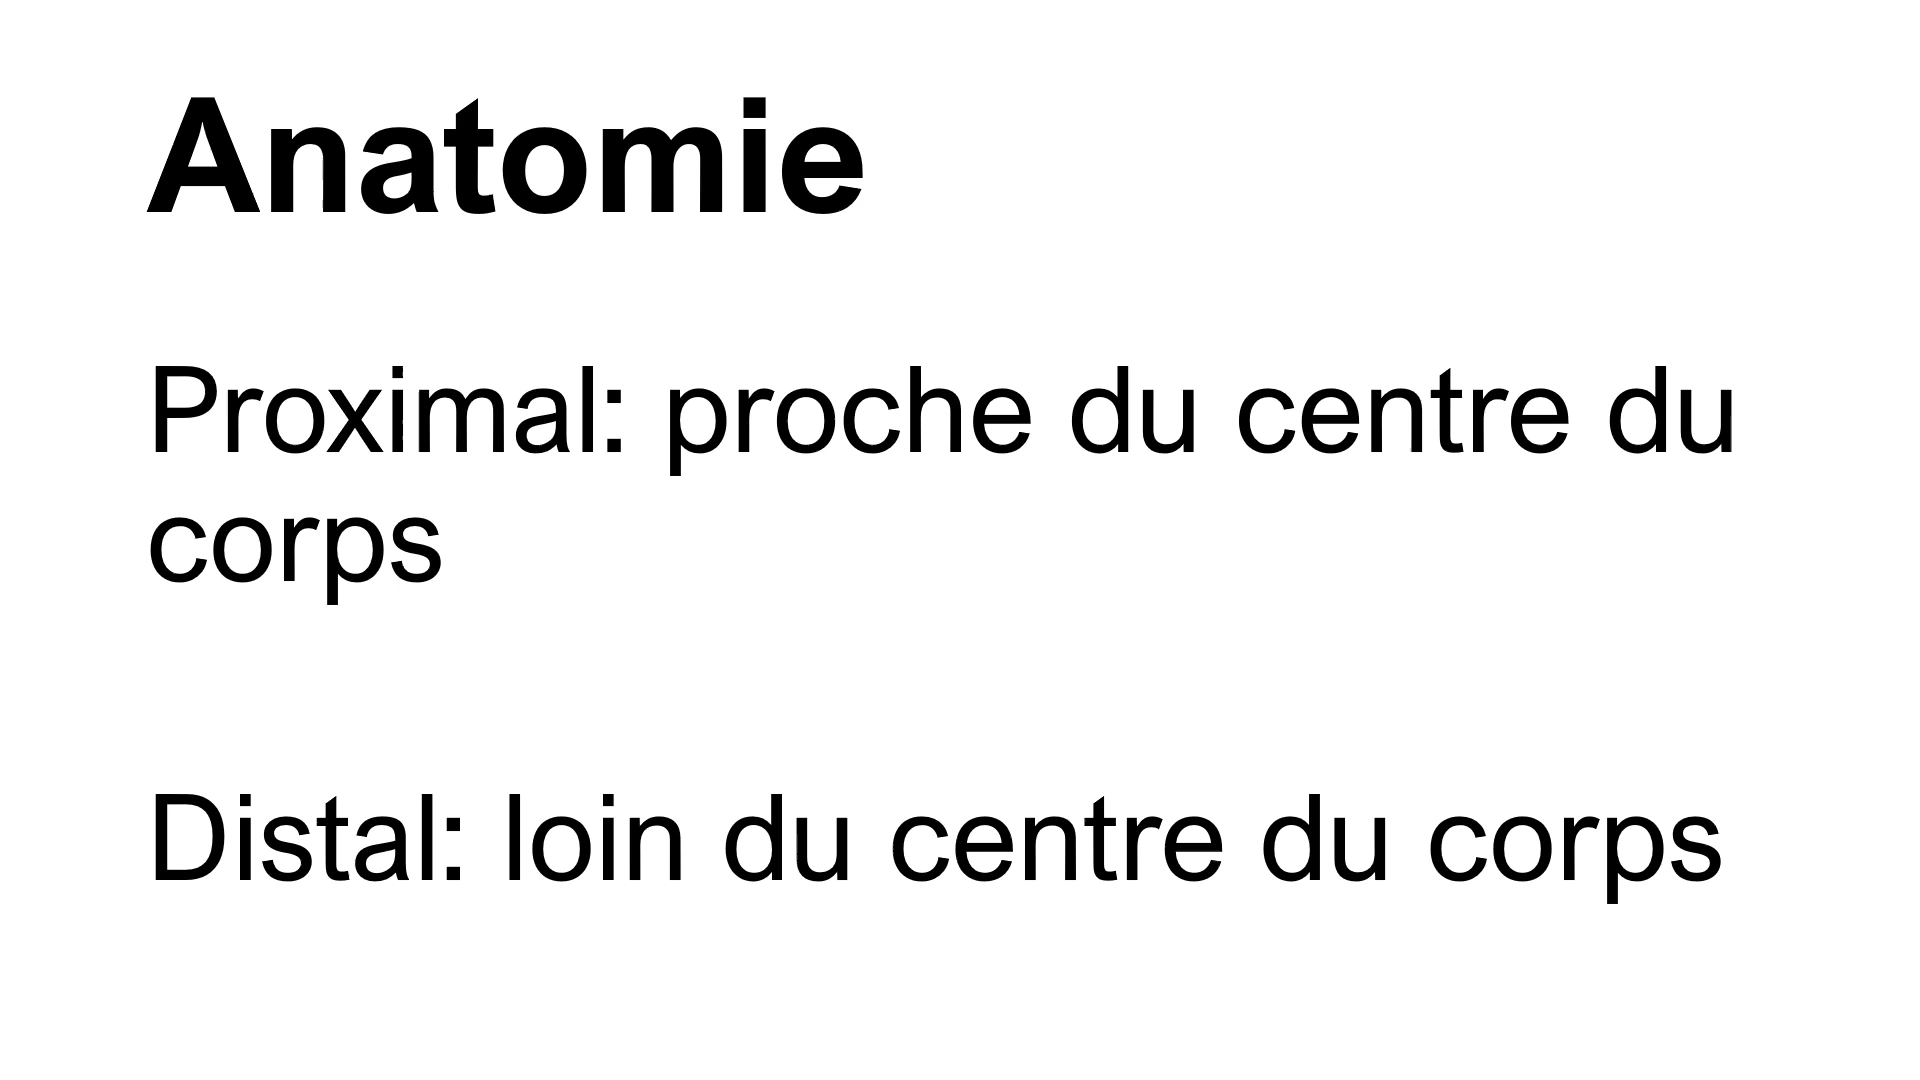 Anatomie
Proximal: proche du centre du
corps
Distal: loin du centre du corps